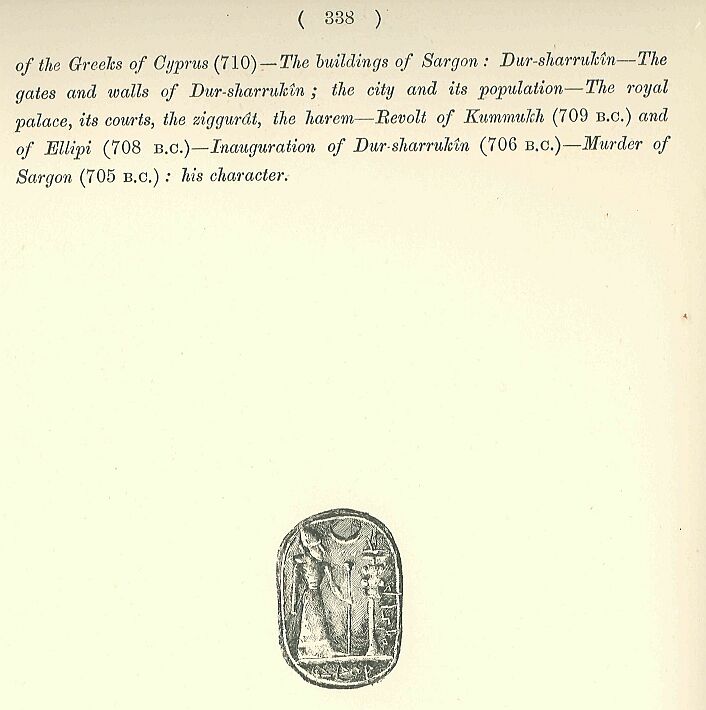 ( 338 )
of the Greeks of Cyprus (710)—The buildings of Sargon : Dur-sharrukîn—The
gates and walls of Dur-sharrukîn ; the city and its population—The royal
palace, its courts, the ziggurât, the harem—Revolt of Kummukh (709 B.C.) and
of Ellipi (708 B.C.)—Inauguration of Dur-sharrukîn (706 B.C.)—Murder of
Sargon (705 B.C.) : his character.